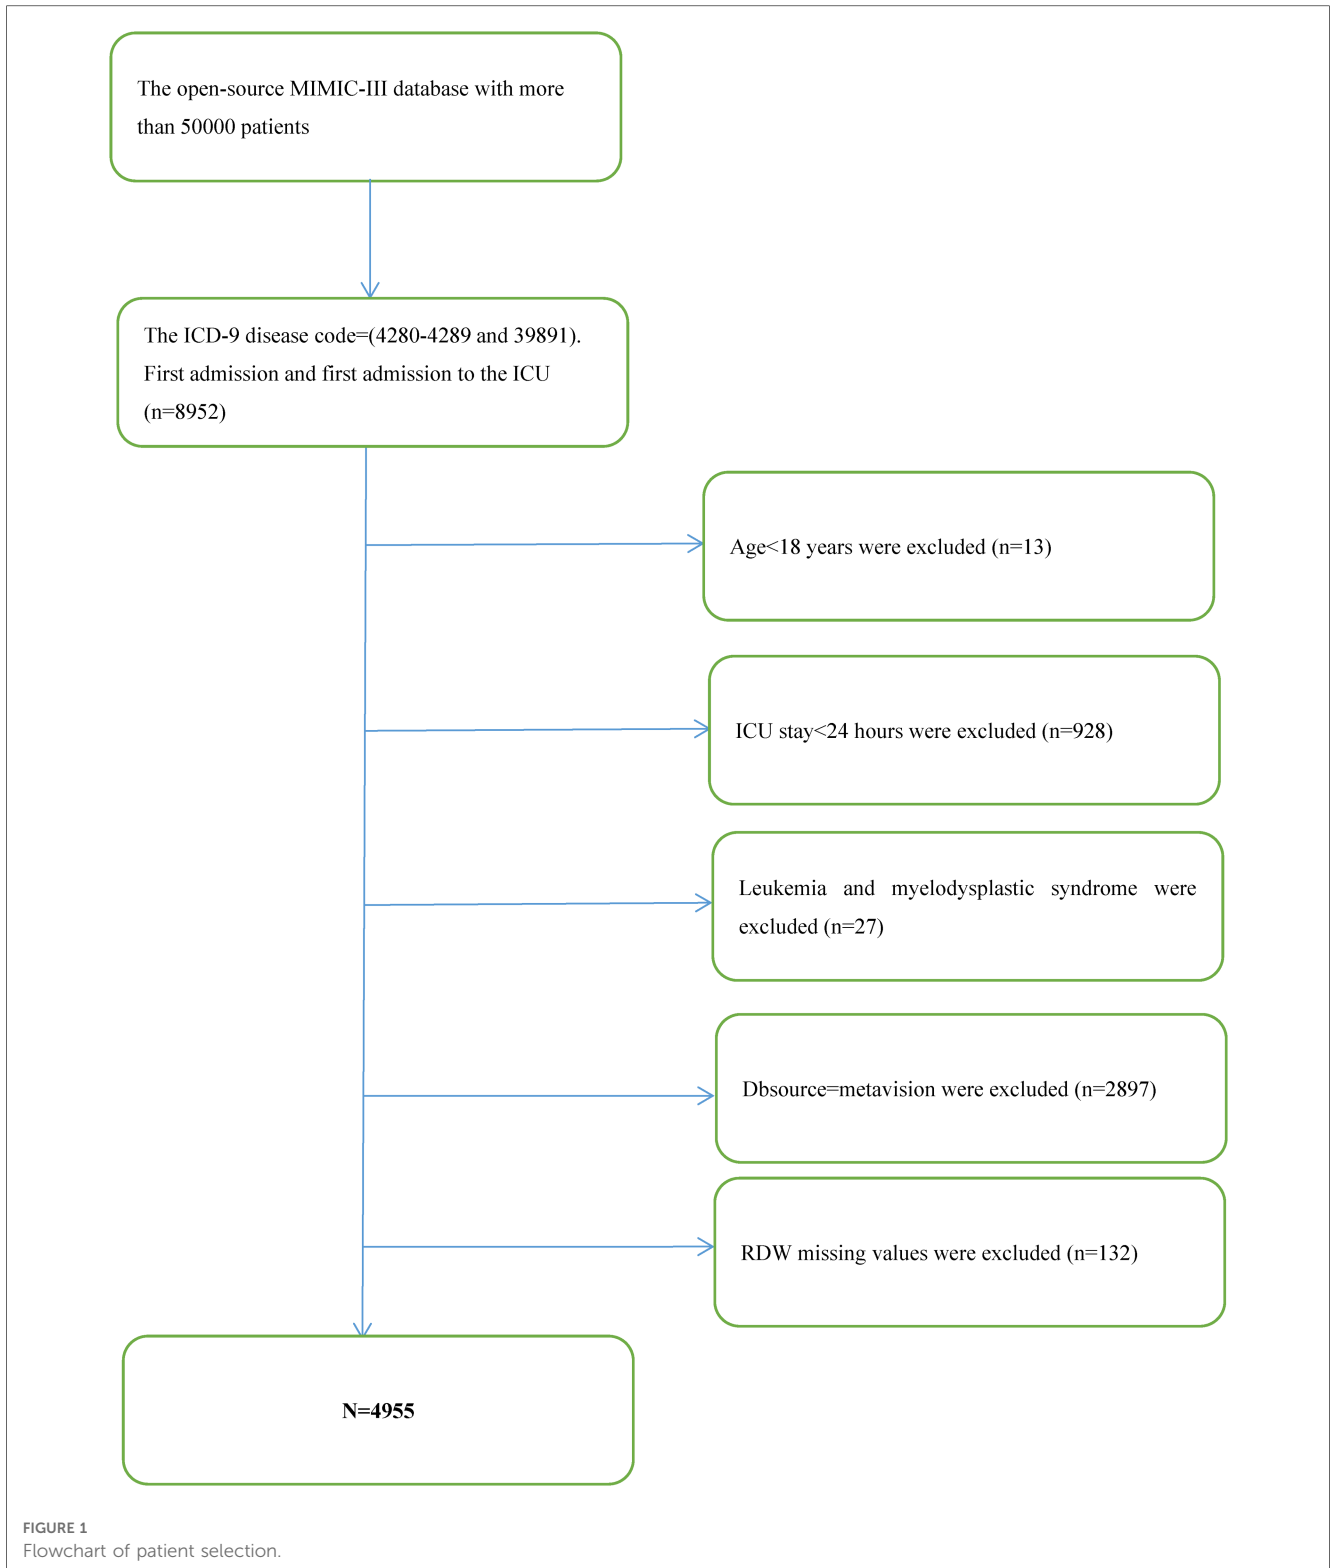 The open-source MIMIC-III database with more
than 50000 patients
The ICD-9 disease code=(4280-4289 and 39891).
First admission and first admission to the ICU
(n=8952)
Age<18 years were excluded (n=13)
ICU stay<24 hours were excluded (n=928)
Leukemia and myelodysplastic syndrome were
excluded (n=27)
Dbsource=metavision were excluded (n=2897)
RDW missing values were excluded (n=132)
N=4955
FIGURE 1
Flowchart of patient selection.